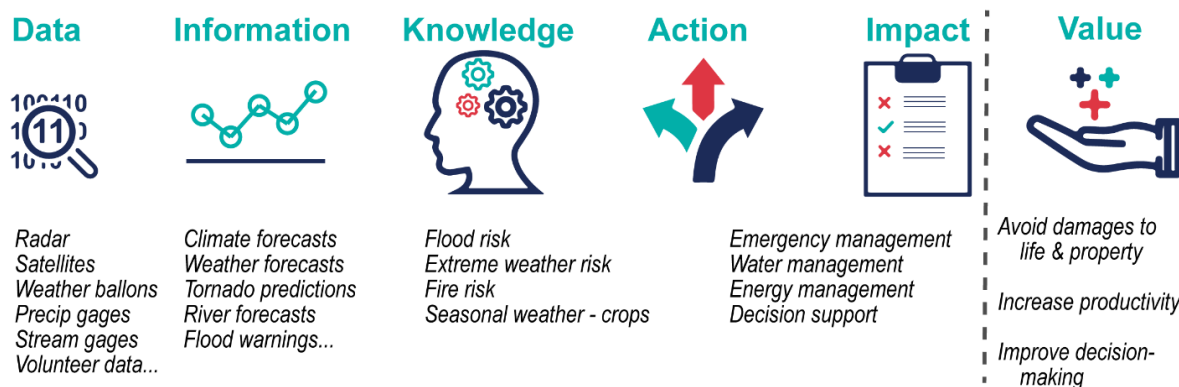 Data
Information
Knowledge
Action
Impact
Value
100110
11
Radar
Satellites
Weather ballons
Precip gages
Stream gages
Volunteer data...
Climate forecasts
Weather forecasts
Tornado predictions
River forecasts
Flood warnings...
Flood risk
Extreme weather risk
Fire risk
Seasonal weather - crops
Emergency management
Water management
Energy management
Decision support
Avoid damages to
life & property
Increase productivity
Improve decision-
making